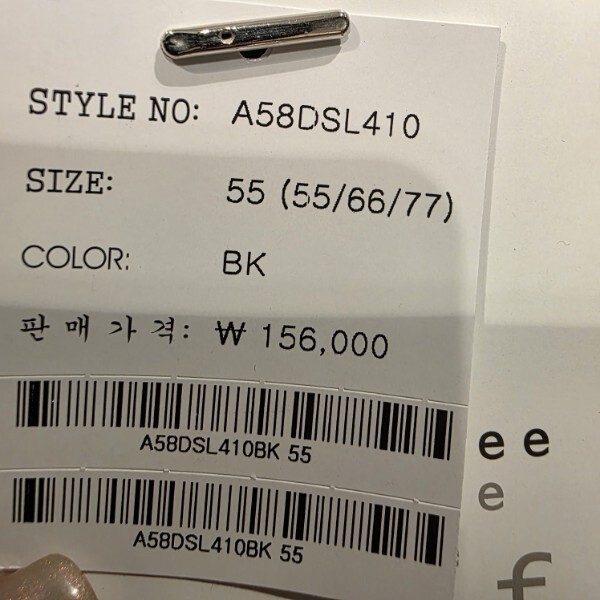 STYLE NO: A58DSL410
SIZE: 55 (55/66/77)
COLOR: BK
판 매 가 격: ₩ 156,000
A58DSL410BK 55
A58DSL410BK 55
e e
e
f